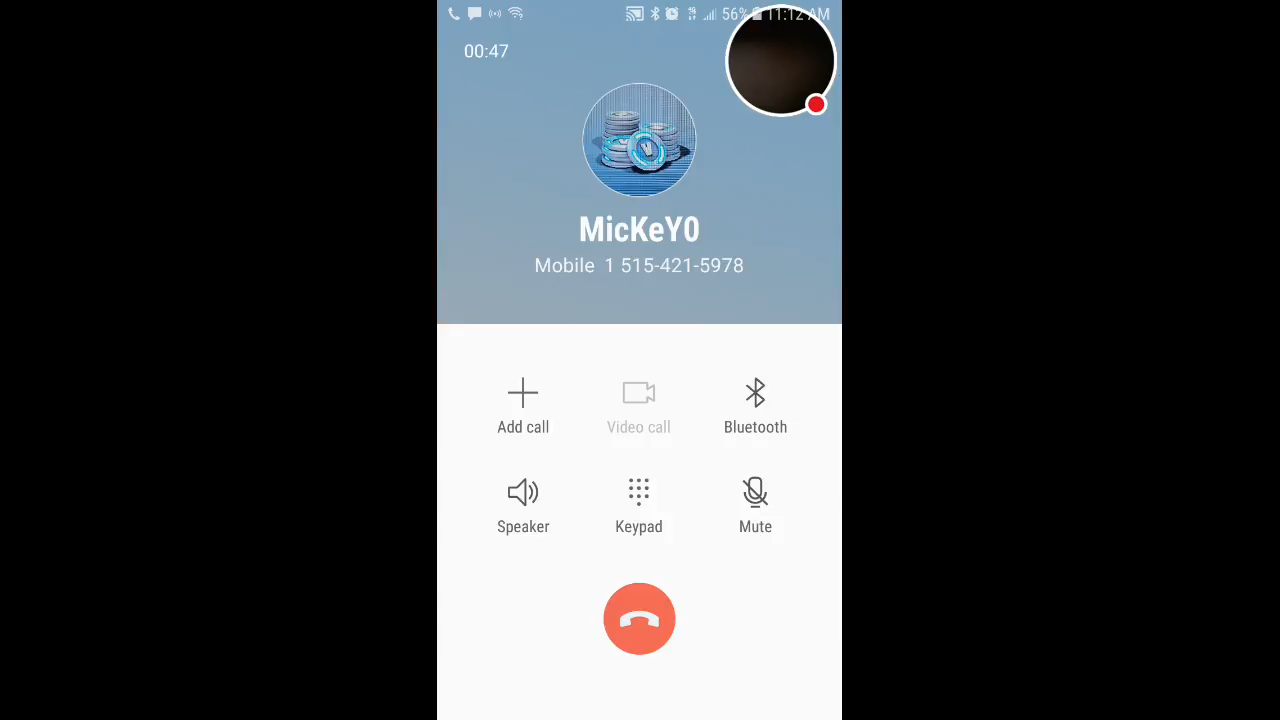 56% 11:12 AM
00:47
MicKeY0
Mobile 1 515-421-5978
Add call
Video call
Bluetooth
Speaker
Keypad
Mute